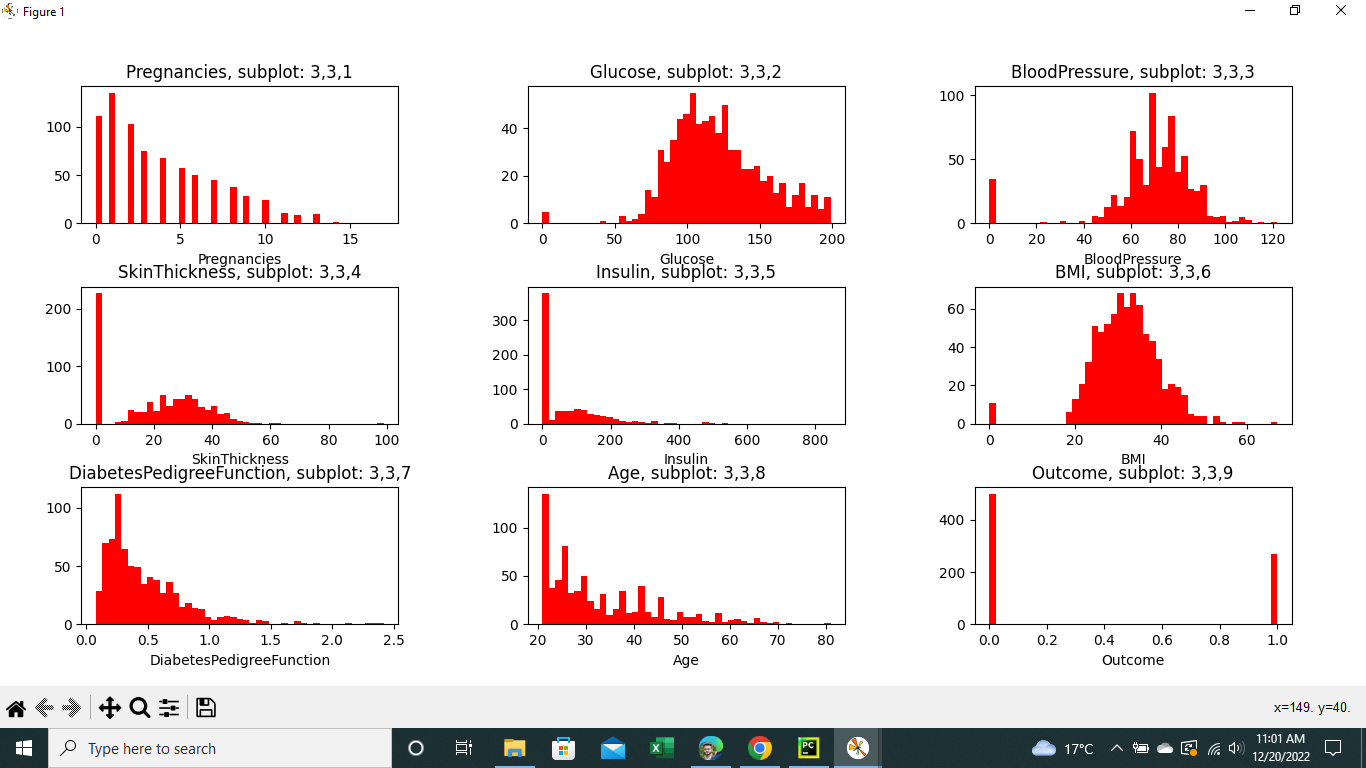 Figure 1
Pregnancies, subplot: 3,3,1
100
50
0
0 5 10 15
Pregnancies
Glucose, subplot: 3,3,2
40
20
0
0 50 100 150 200
Glucose
BloodPressure, subplot: 3,3,3
100
50
0
0 20 40 60 80 100 120
BloodPressure
SkinThickness, subplot: 3,3,4
200
100
0
0 20 40 60 80 100
SkinThickness
Insulin, subplot: 3,3,5
300
200
100
0
0 200 400 600 800
Insulin
BMI, subplot: 3,3,6
60
40
20
0
0 20 40 60
BMI
DiabetesPedigreeFunction, subplot: 3,3,7
100
50
0
0.0 0.5 1.0 1.5 2.0 2.5
DiabetesPedigreeFunction
Age, subplot: 3,3,8
100
50
0
20 30 40 50 60 70 80
Age
Outcome, subplot: 3,3,9
400
200
0
0.0 0.2 0.4 0.6 0.8 1.0
Outcome
x=149. y=40.
Type here to search
PC
17°C
11:01 AM
12/20/2022